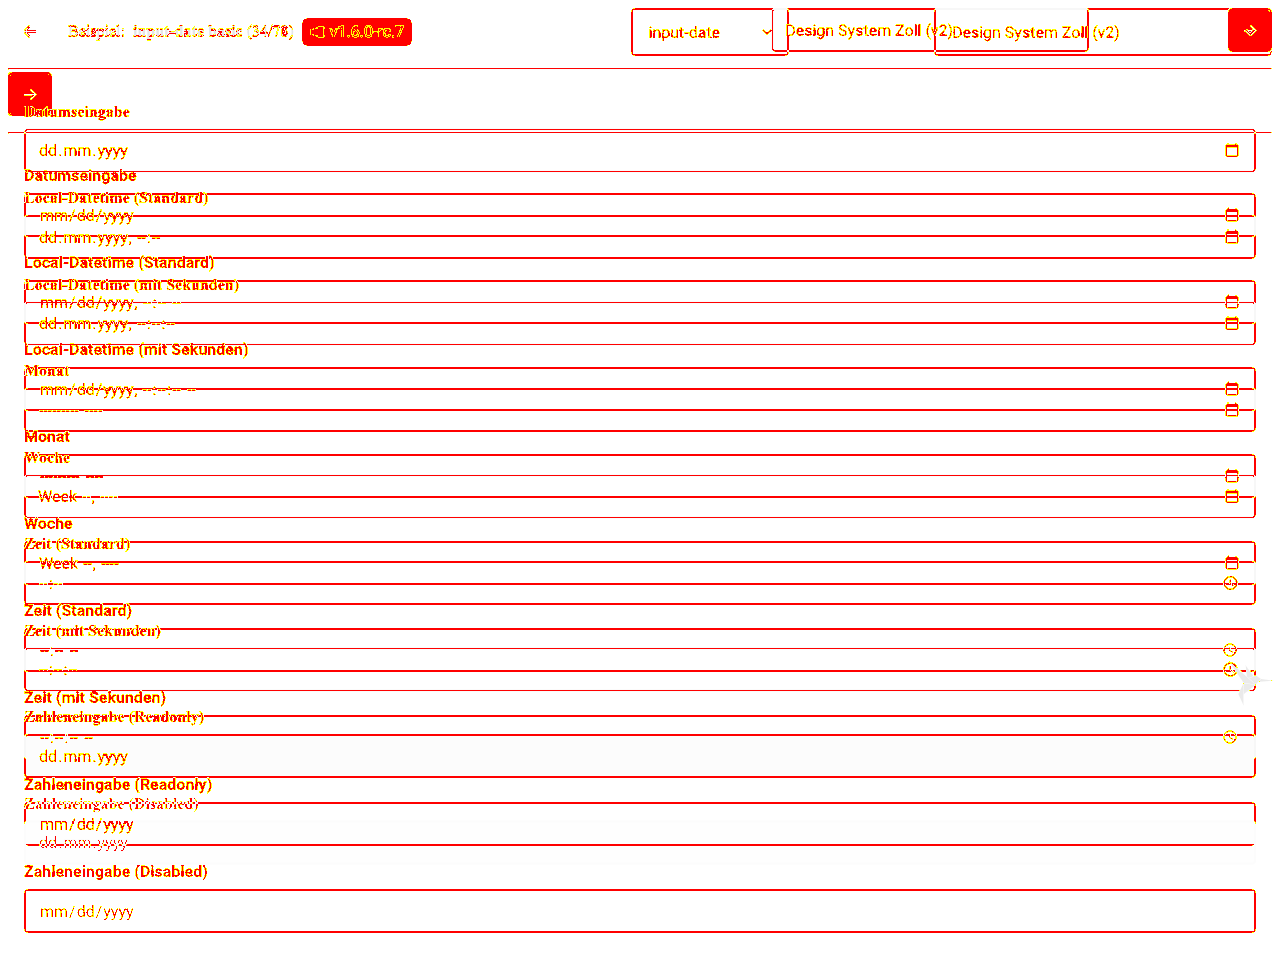 Beispiel: input-date basic (34/78) v1.6.0-rc.7 input-date Design System Zoll (v2) Design System Zoll (v2)
Datumseingabe
dd.mm.yyyy
Datumseingabe
Local-Datetime (Standard)
mm/dd/yyyy
dd.mm.yyyy, --:--
Local-Datetime (Standard)
Local-Datetime (mit Sekunden)
mm/dd/yyyy, --:-- --
dd.mm.yyyy, --:--:--
Local-Datetime (mit Sekunden)
Monat
mm/dd/yyyy, --:--:-- --
--------- ----
Monat
Woche
--------- ----
Week --, ----
Woche
Zeit (Standard)
Week --, ----
--:--
Zeit (Standard)
Zeit (mit Sekunden)
--:-- --
--:--:--
Zeit (mit Sekunden)
Zahleneingabe (Readonly)
--:--:-- --
dd.mm.yyyy
Zahleneingabe (Readonly)
Zahleneingabe (Disabled)
mm/dd/yyyy
dd.mm.yyyy
Zahleneingabe (Disabled)
mm/dd/yyyy